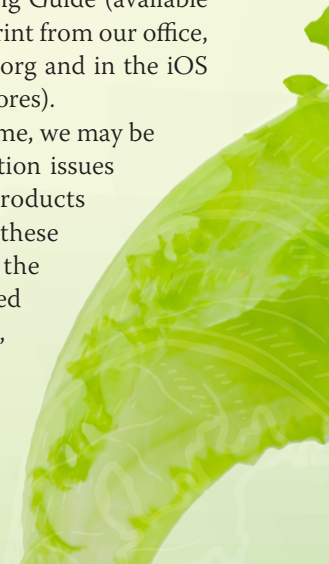 ng Guide (available
rint from our office,
org and in the iOS
ores).
me, we may be
tion issues
roducts
these
the
ed
,